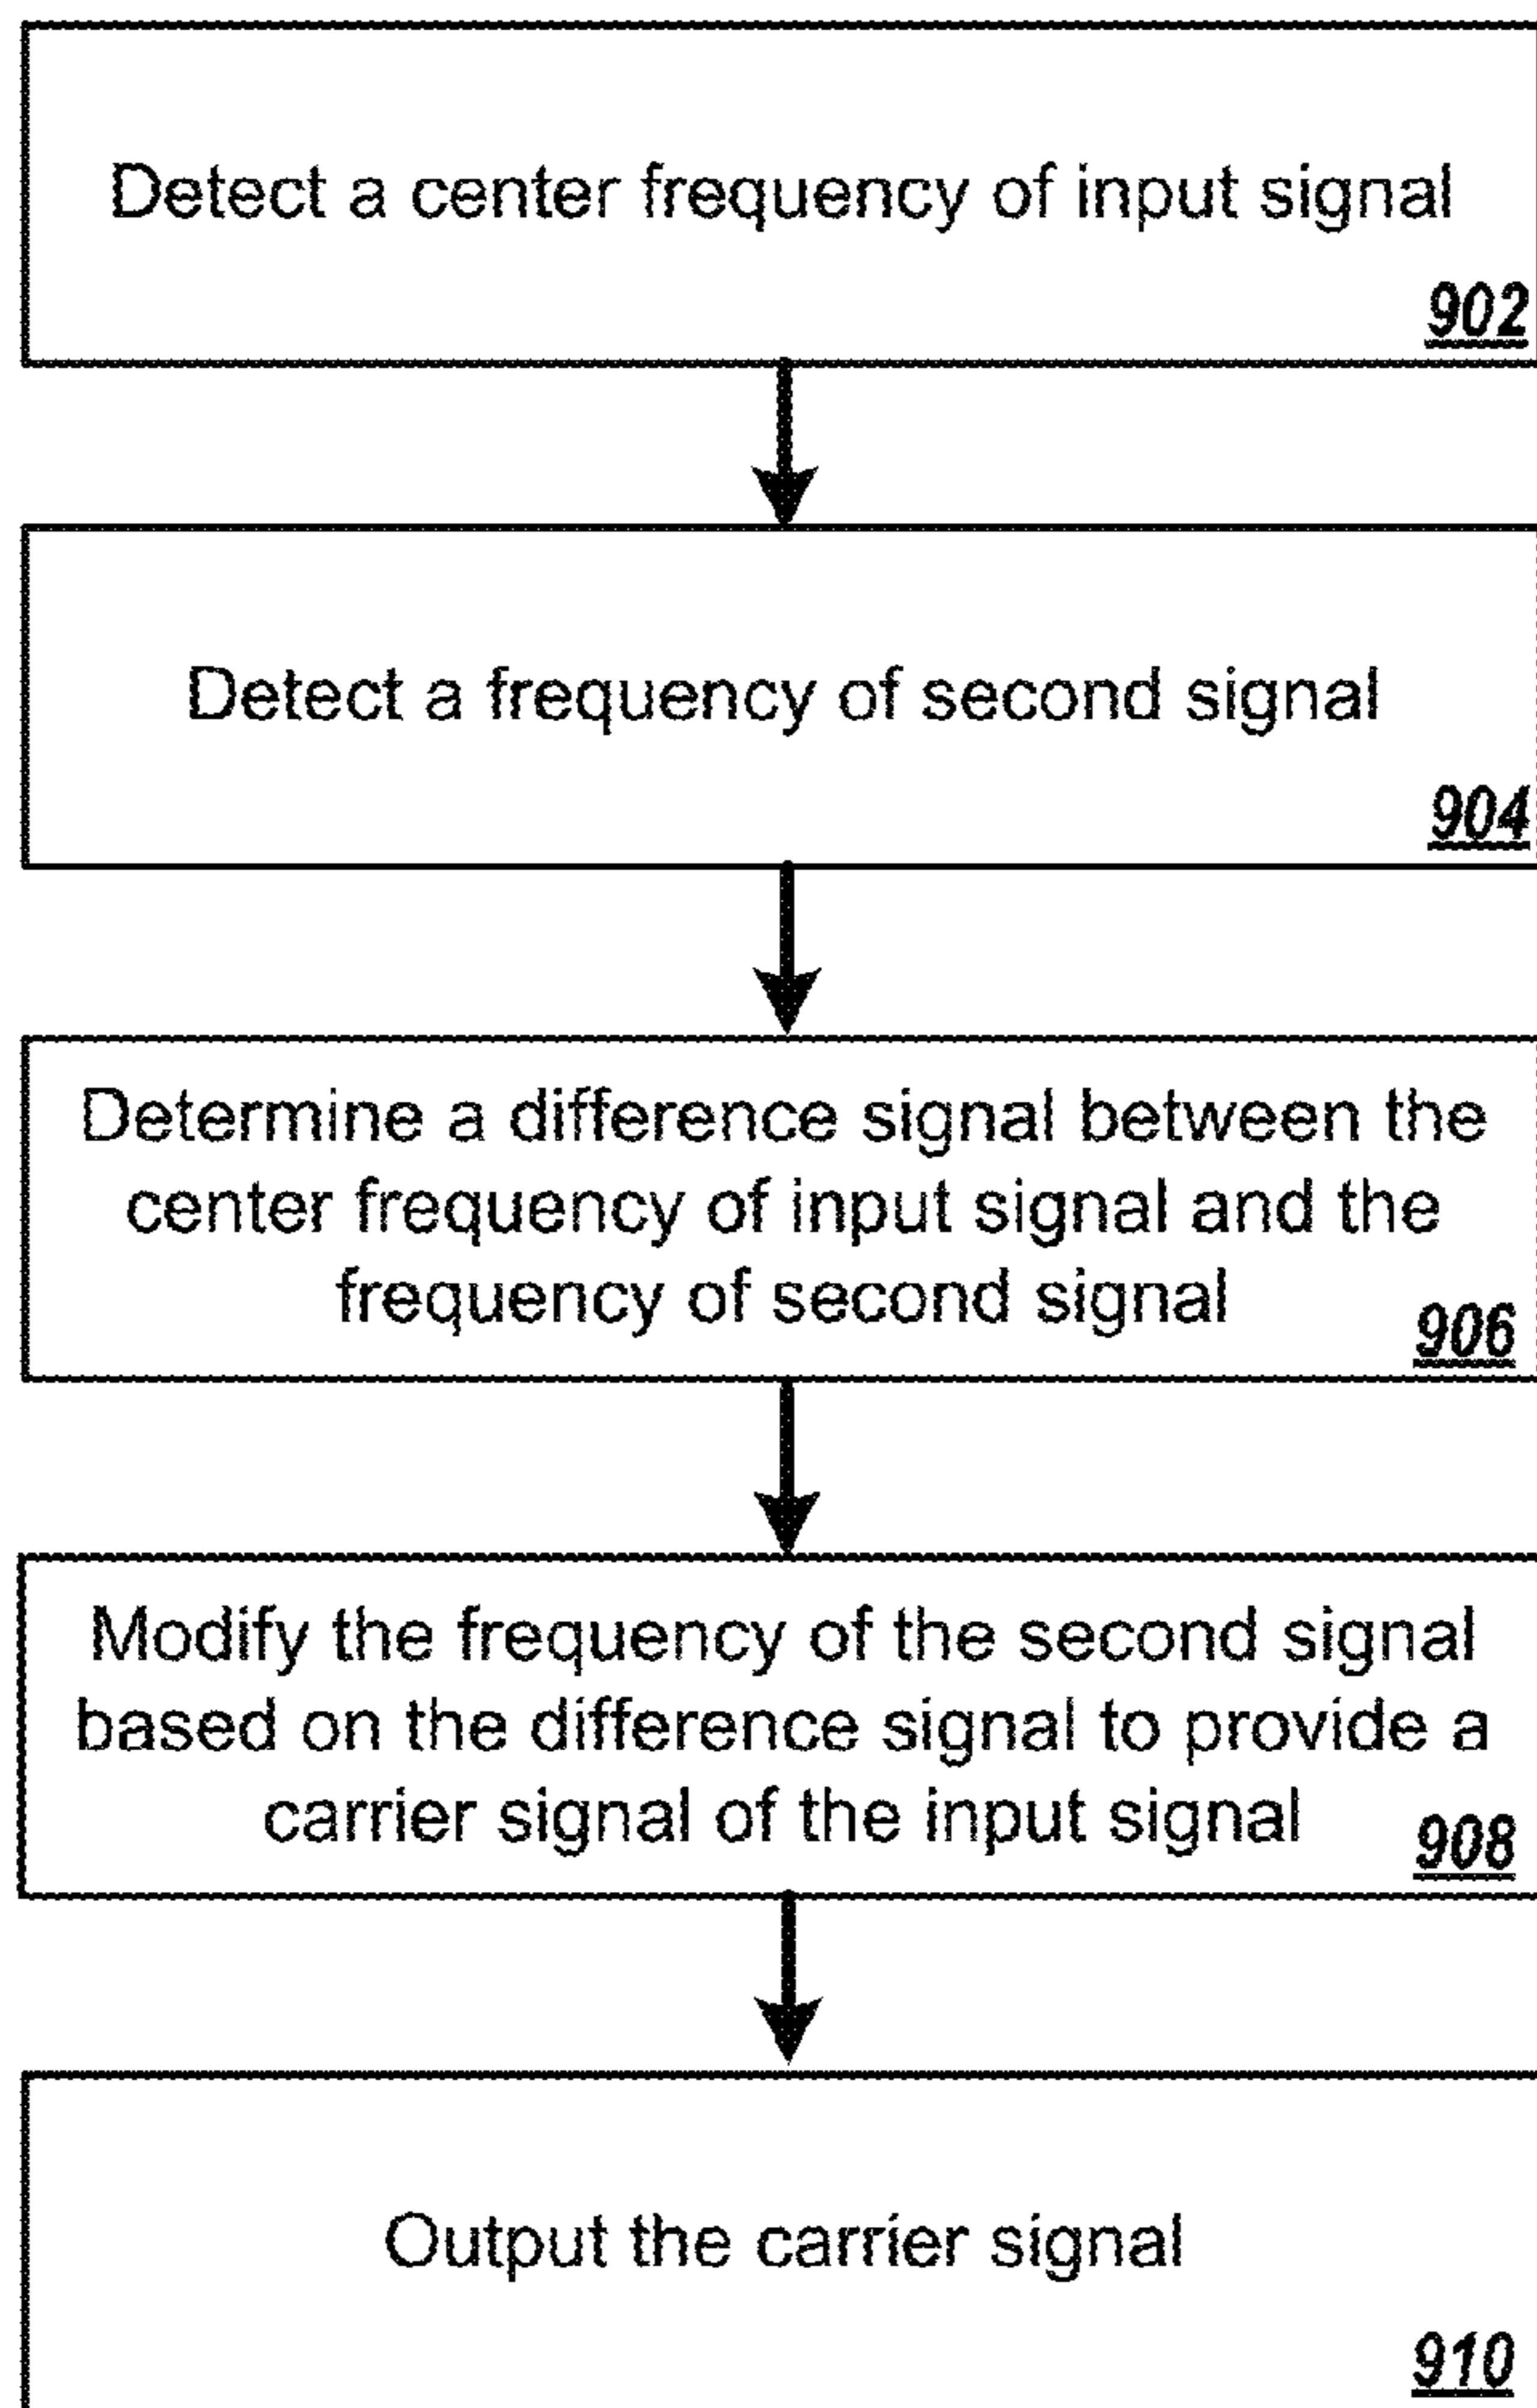 Detect a center frequency of input signal
902
Detect a frequency of second signal
904
Determine a difference signal between the
center frequency of input signal and the
frequency of second signal
906
Modify the frequency of the second signal
based on the difference signal to provide a
carrier signal of the input signal
908
Output the carrier signal
910